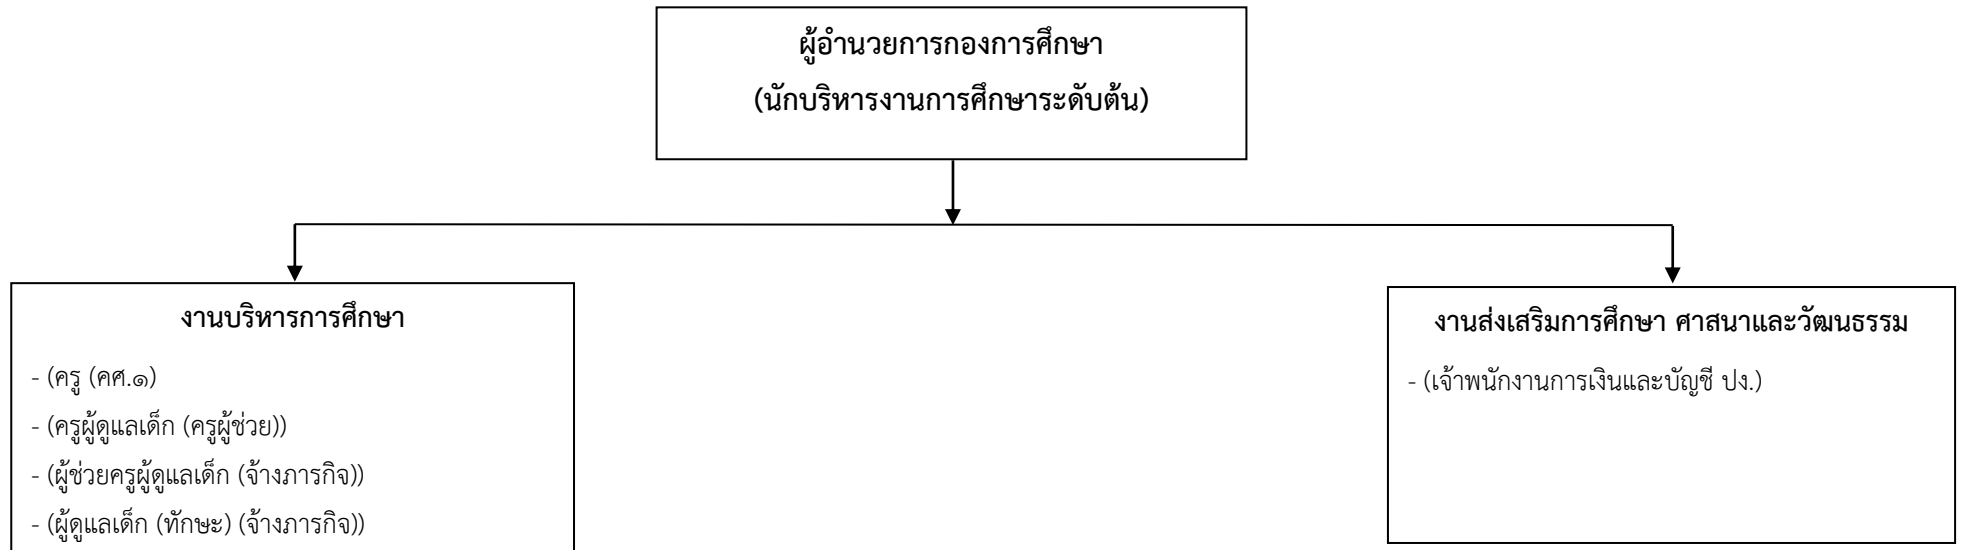 ผู้อำนวยการกองการศึกษา
(นักบริหารงานการศึกษาระดับต้น)
งานบริหารการศึกษา
- (ครู (คศ.๑)
- (ครูผู้ดูแลเด็ก (ครูผู้ช่วย))
- (ผู้ช่วยครูผู้ดูแลเด็ก (จ้างภารกิจ))
- (ผู้ดูแลเด็ก (ทักษะ) (จ้างภารกิจ))
งานส่งเสริมการศึกษา ศาสนาและวัฒนธรรม
- (เจ้าพนักงานการเงินและบัญชี ปง.)